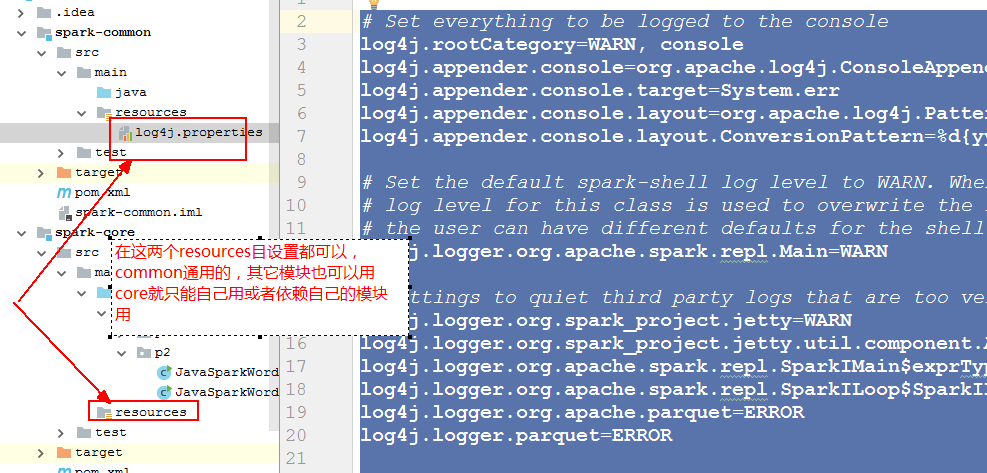 .idea
spark-common
src
main
java
resources
log4j.properties
test
target
pom.xml
spark-common.iml
spark-core
src
ma
p2
JavaSparkWord
JavaSparkWord
resources
test
target
pom.xml
在这两个resources目设置都可以，
common通用的，其它模块也可以用
core就只能自己用或者依赖自己的模块
用
2 # Set everything to be logged to the console
3 log4j.rootCategory=WARN, console
4 log4j.appender.console=org.apache.log4j.ConsoleAppend
5 log4j.appender.console.target=System.err
6 log4j.appender.console.layout=org.apache.log4j.Patter
7 log4j.appender.console.layout.ConversionPattern=%d{yy
8
9 # Set the default spark-shell log level to WARN. When
10 # log level for this class is used to overwrite the
11 # the user can have different defaults for the shell
.logger.org.apache.spark.repl.Main=WARN
ttings to quiet third party logs that are too ve
j.logger.org.spark_project.jetty=WARN
16 log4j.logger.org.spark_project.jetty.util.component.
17 log4j.logger.org.apache.spark.repl.SparkIMain$exprTyp
18 log4j.logger.org.apache.spark.repl.SparkILoop$SparkI
19 log4j.logger.org.apache.parquet=ERROR
20 log4j.logger.parquet=ERROR
21